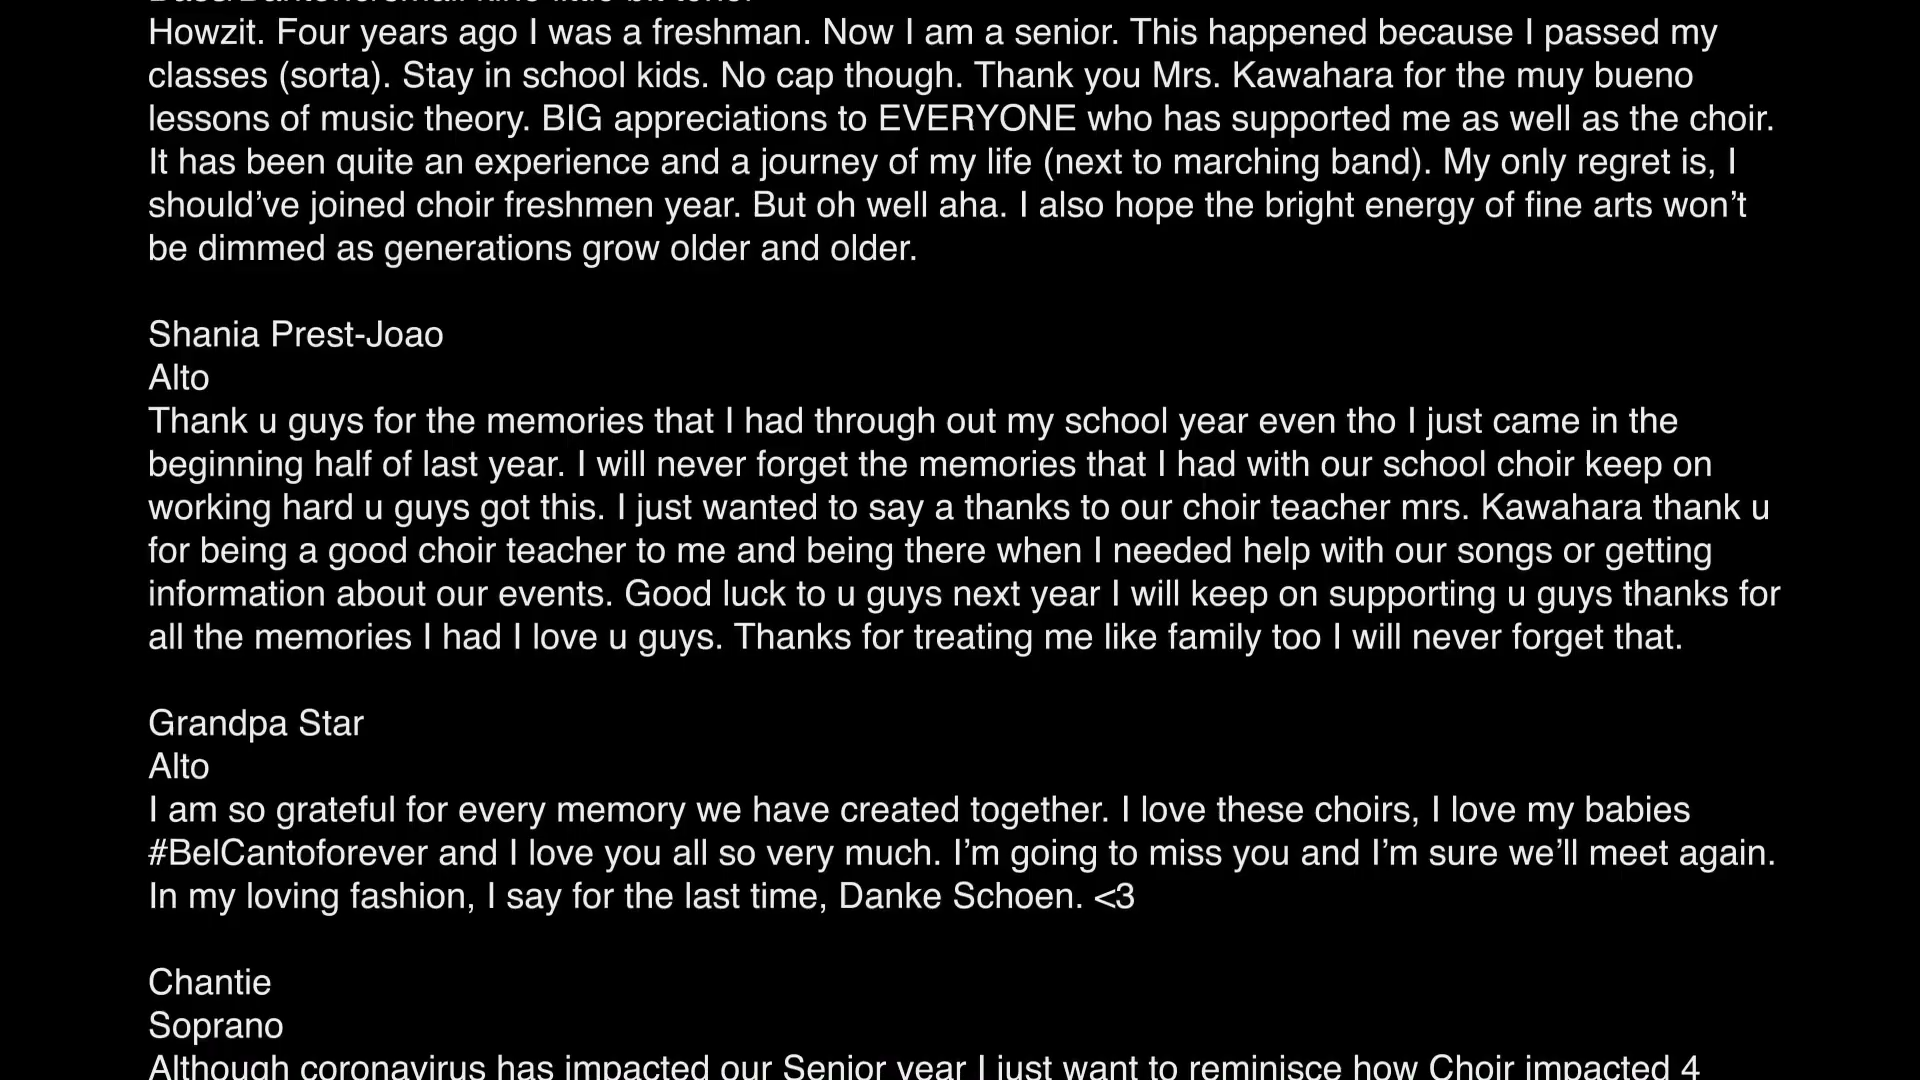 Howzit. Four years ago I was a freshman. Now I am a senior. This happened because I passed my
classes (sorta). Stay in school kids. No cap though. Thank you Mrs. Kawahara for the muy bueno
lessons of music theory. BIG appreciations to EVERYONE who has supported me as well as the choir.
It has been quite an experience and a journey of my life (next to marching band). My only regret is, I
should’ve joined choir freshmen year. But oh well aha. I also hope the bright energy of fine arts won’t
be dimmed as generations grow older and older.
Shania Prest-Joao
Alto
Thank u guys for the memories that I had through out my school year even tho I just came in the
beginning half of last year. I will never forget the memories that I had with our school choir keep on
working hard u guys got this. I just wanted to say a thanks to our choir teacher mrs. Kawahara thank u
for being a good choir teacher to me and being there when I needed help with our songs or getting
information about our events. Good luck to u guys next year I will keep on supporting u guys thanks for
all the memories I had I love u guys. Thanks for treating me like family too I will never forget that.
Grandpa Star
Alto
I am so grateful for every memory we have created together. I love these choirs, I love my babies
#BelCantoforever and I love you all so very much. I’m going to miss you and I’m sure we’ll meet again.
In my loving fashion, I say for the last time, Danke Schoen. <3
Chantie
Soprano
Although coronavirus has impacted our Senior year I just want to reminisce how Choir impacted 4